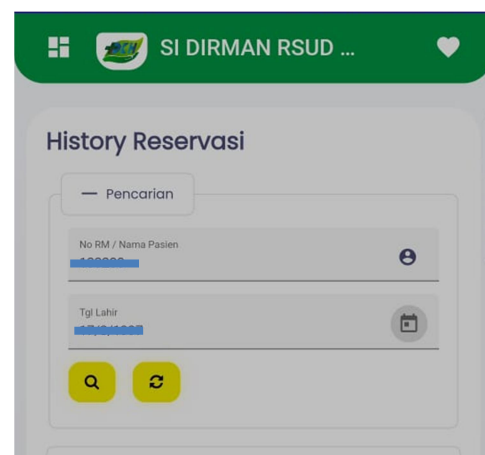 SI DIRMAN RSUD ...
History Reservasi
Pencarian
No RM / Nama Pasien
Tgl Lahir